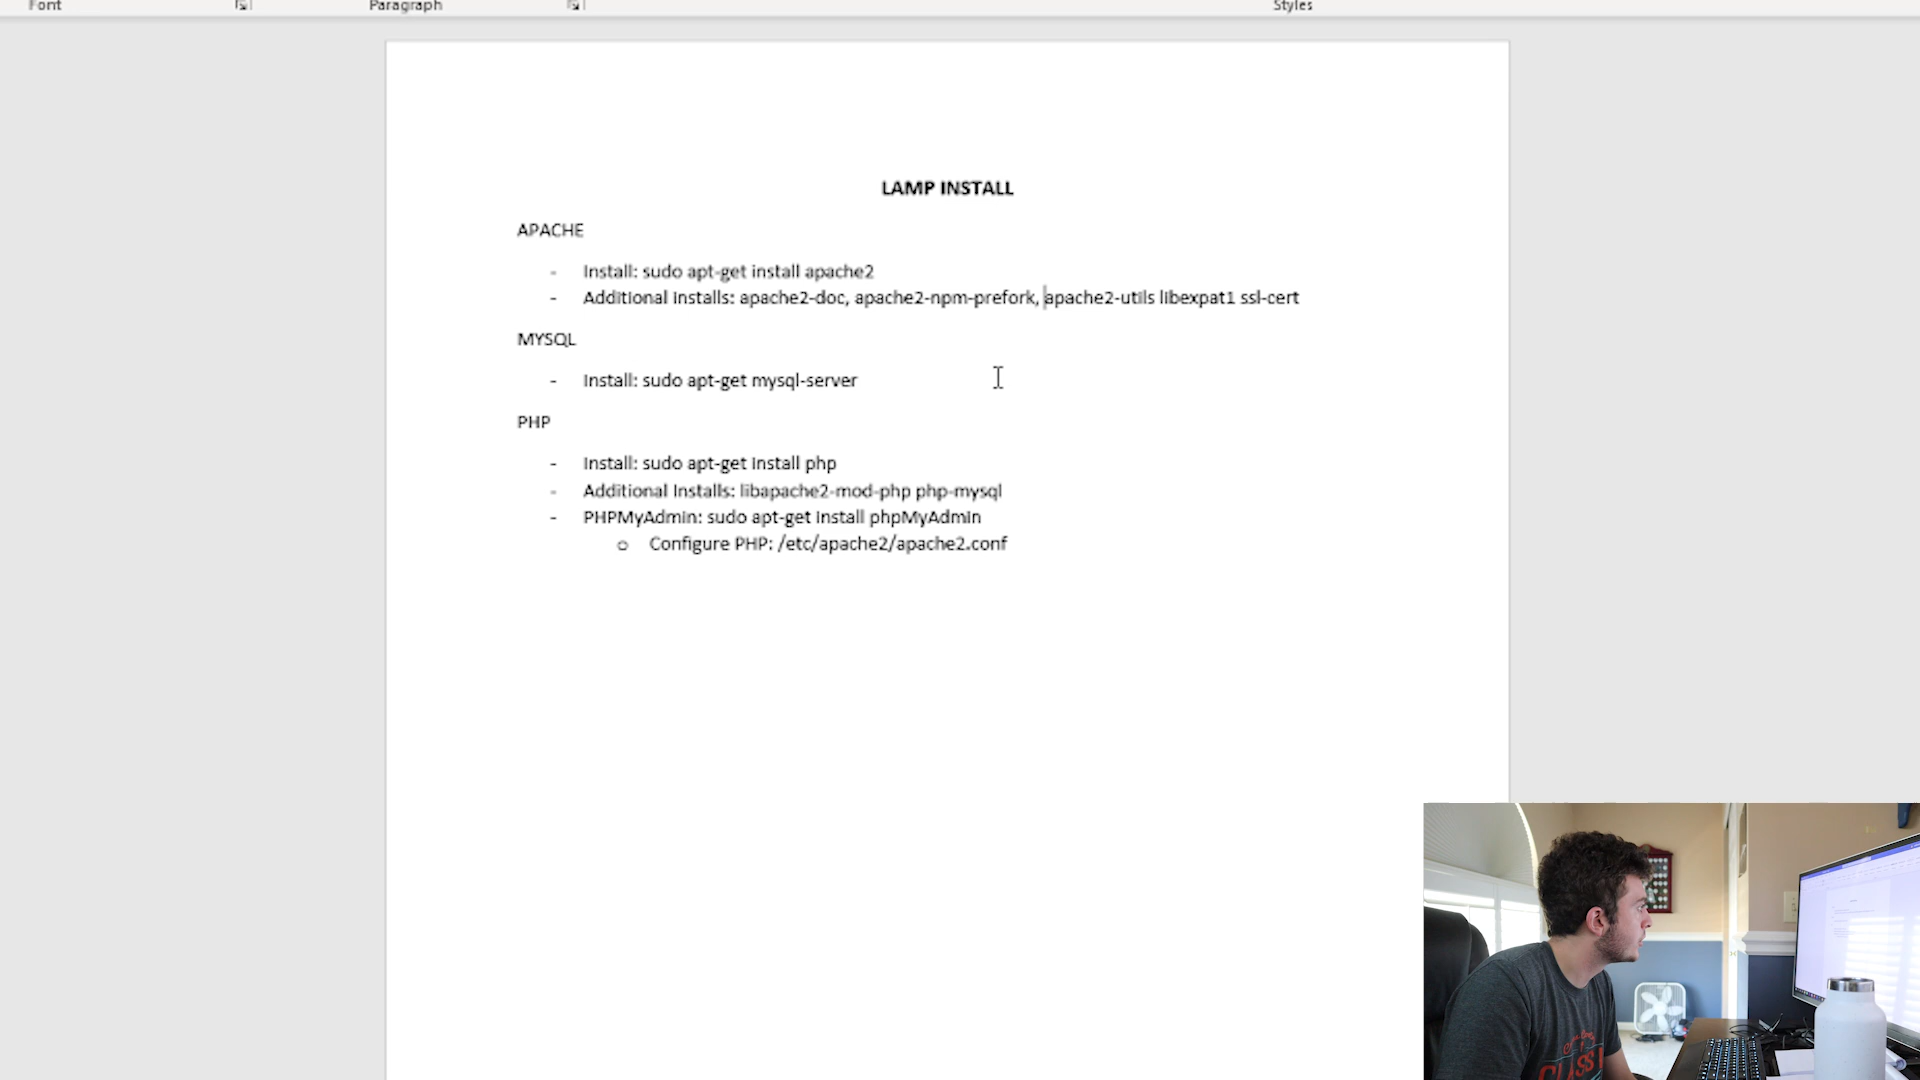 Font Paragraph Styles
LAMP INSTALL
APACHE
- Install: sudo apt-get install apache2
- Additional Installs: apache2-doc, apache2-npm-prefork, apache2-utils libexpat1 ssl-cert
MYSQL
- Install: sudo apt-get mysql-server
PHP
- Install: sudo apt-get install php
- Additional Installs: libapache2-mod-php php-mysql
- PHPMyAdmin: sudo apt-get install phpMyAdmin
o Configure PHP: /etc/apache2/apache2.conf
CLASS